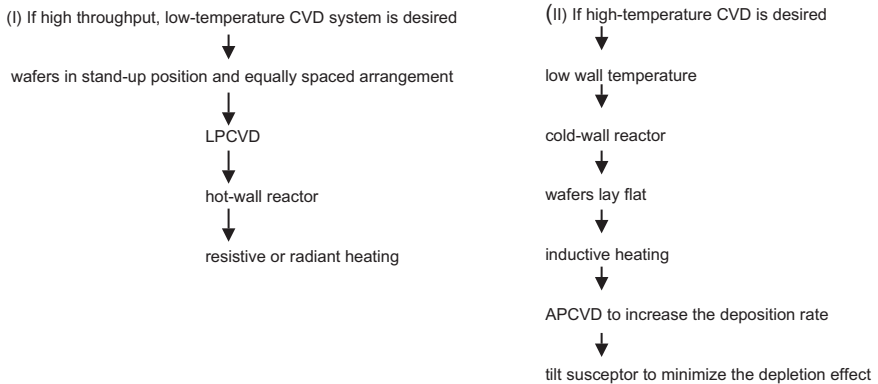 (I) If high throughput, low-temperature CVD system is desired
wafers in stand-up position and equally spaced arrangement
LPCVD
hot-wall reactor
resistive or radiant heating
(II) If high-temperature CVD is desired
low wall temperature
cold-wall reactor
wafers lay flat
inductive heating
APCVD to increase the deposition rate
tilt susceptor to minimize the depletion effect